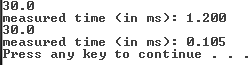 30.0
measured time (in ms): 1.200
30.0
measured time (in ms): 0.105
Press any key to continue . . .